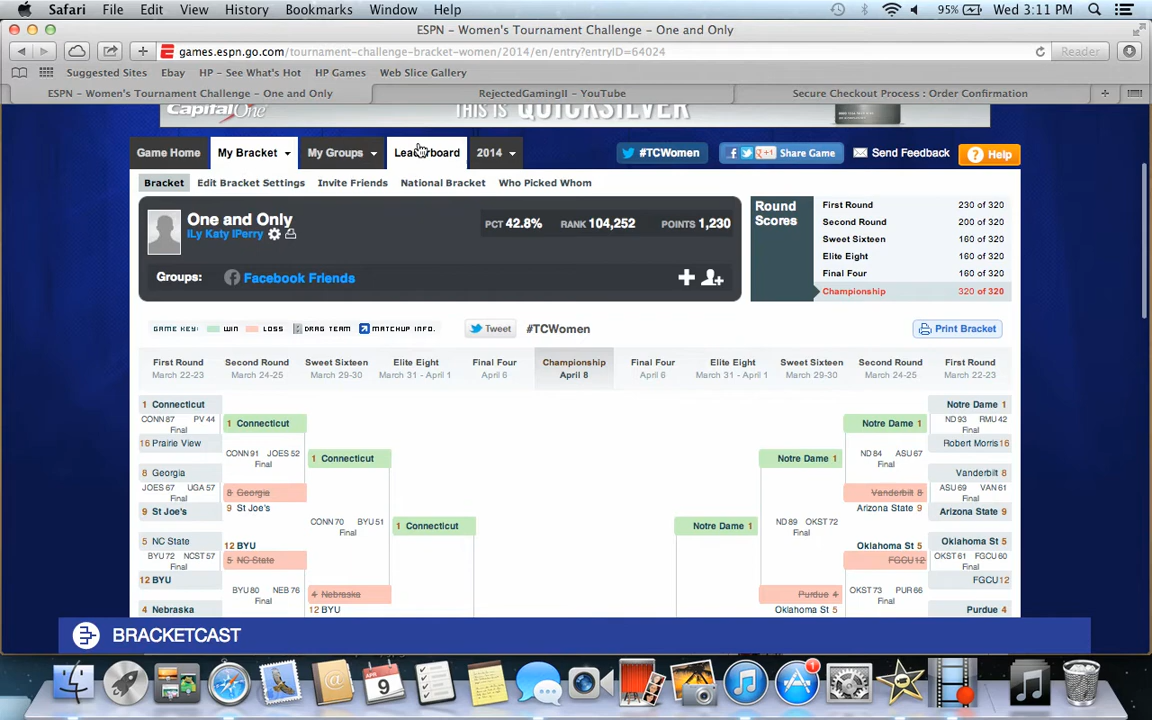 Safari File Edit View History Bookmarks Window Help 95% Wed 3:11 PM
ESPN – Women's Tournament Challenge - One and Only
games.espn.go.com/tournament-challenge-bracket-women/2014/en/entry?entryID=64024 Reader
Suggested Sites Ebay HP – See What's Hot HP Games Web Slice Gallery
ESPN – Women's Tournament Challenge – One and Only RejectedGamingII – YouTube Secure Checkout Process : Order Confirmation
Capital One THIS IS QUICKSILVER
Game Home My Bracket My Groups Leaderboard 2014 #TCWomen Share Game Send Feedback Help
Bracket Edit Bracket Settings Invite Friends National Bracket Who Picked Whom
One and Only
ILy Katy IPerry
PCT 42.8% RANK 104,252 POINTS 1,230
Groups: Facebook Friends
Round Scores
First Round 230 of 320
Second Round 200 of 320
Sweet Sixteen 160 of 320
Elite Eight 160 of 320
Final Four 160 of 320
Championship 320 of 320
GAME KEY: WIN LOSS DRAG TEAM MATCHUP INFO. Tweet #TCWomen Print Bracket
First Round Second Round Sweet Sixteen Elite Eight Final Four Championship Final Four Elite Eight Sweet Sixteen Second Round First Round
March 22-23 March 24-25 March 29-30 March 31 - April 1 April 6 April 8 April 6 March 31 - April 1 March 29-30 March 24-25 March 22-23
1 Connecticut Notre Dame 1
CONN 87 PV 44 1 Connecticut Notre Dame 1 ND 93 RMU 42
Final Final
16 Prairie View Robert Morris 16
CONN 91 JOES 52 1 Connecticut Notre Dame 1 ND 84 ASU 67
Final Final
8 Georgia Vanderbilt 8
JOES 67 UGA 57 8 Georgia Vanderbilt 8 ASU 69 VAN 61
Final Final
9 St Joe's 9 St Joe's Arizona State 9 Arizona State 9
CONN 70 BYU 51 1 Connecticut Notre Dame 1 ND 89 OKST 72
Final Final
5 NC State 12 BYU Oklahoma St 5 Oklahoma St 5
BYU 72 NCST 57 5 NC State FGCU 12 OKST 61 FGCU 60
Final Final
12 BYU FGCU 12
BYU 80 NEB 76 4 Nebraska Purdue 4 OKST 73 PUR 66
Final Final
4 Nebraska 12 BYU Oklahoma St 5 Purdue 4
BRACKETCAST
APR
9
1